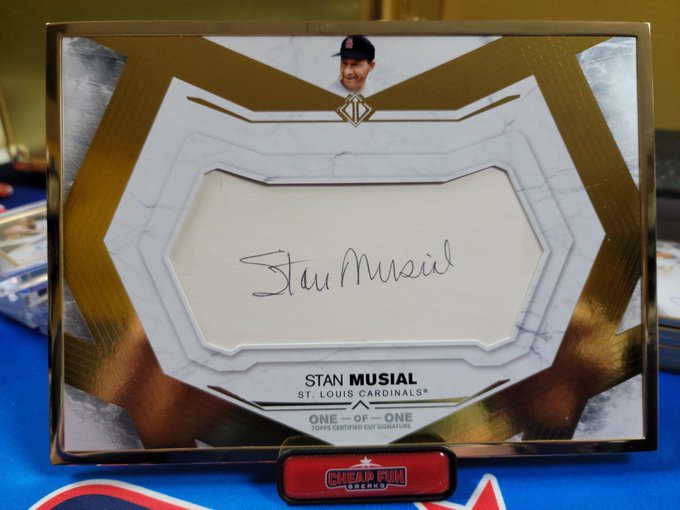 Stan Musial
STAN MUSIAL
ST. LOUIS CARDINALS®
ONE — OF — ONE
TOPPS CERTIFIED CUT SIGNATURE
CHEAP FUN
BREAKS